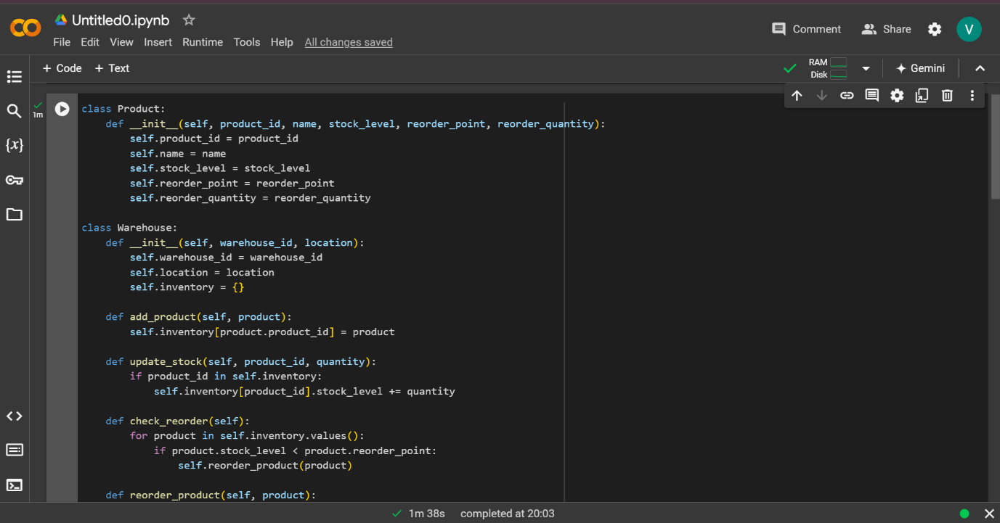 Untitled0.ipynb
File Edit View Insert Runtime Tools Help All changes saved
Comment Share V
+ Code + Text
RAM
Disk
Gemini
{x}
1m
class Product:
    def __init__(self, product_id, name, stock_level, reorder_point, reorder_quantity):
        self.product_id = product_id
        self.name = name
        self.stock_level = stock_level
        self.reorder_point = reorder_point
        self.reorder_quantity = reorder_quantity
class Warehouse:
    def __init__(self, warehouse_id, location):
        self.warehouse_id = warehouse_id
        self.location = location
        self.inventory = {}
    def add_product(self, product):
        self.inventory[product.product_id] = product
    def update_stock(self, product_id, quantity):
        if product_id in self.inventory:
            self.inventory[product_id].stock_level += quantity
    def check_reorder(self):
        for product in self.inventory.values():
            if product.stock_level < product.reorder_point:
                self.reorder_product(product)
    def reorder_product(self, product):
1m 38s completed at 20:03